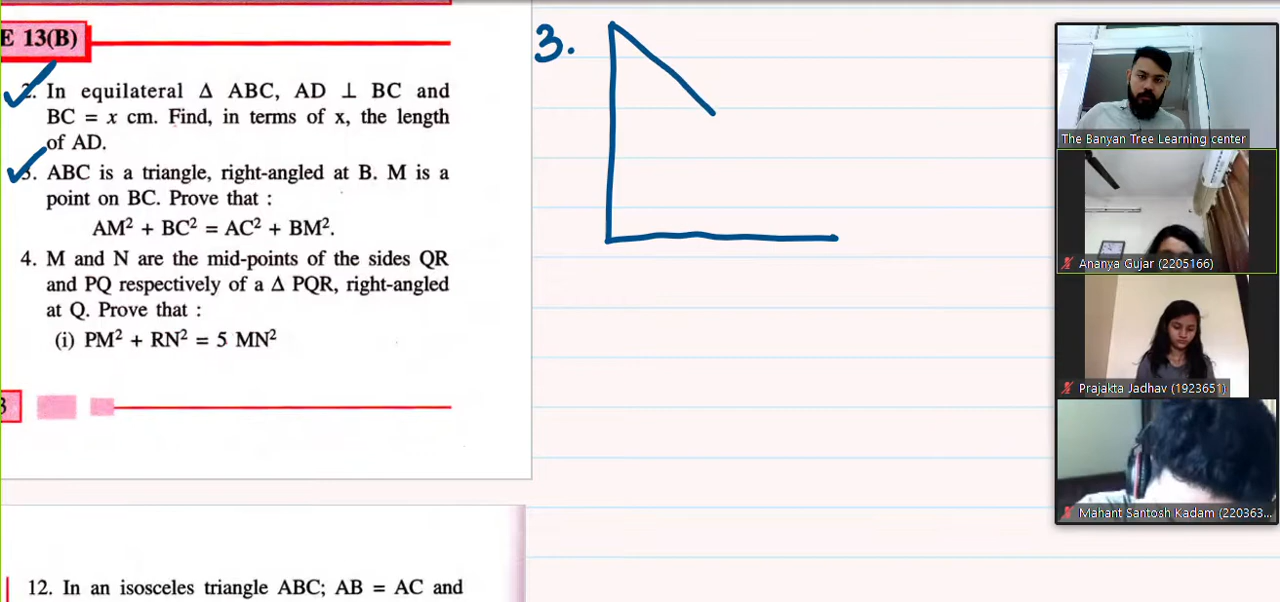 E 13(B)
2. In equilateral Δ ABC, AD ⊥ BC and
BC = x cm. Find, in terms of x, the length
of AD.
3. ABC is a triangle, right-angled at B. M is a
point on BC. Prove that :
AM² + BC² = AC² + BM².
4. M and N are the mid-points of the sides QR
and PQ respectively of a Δ PQR, right-angled
at Q. Prove that :
(i) PM² + RN² = 5 MN²
3
12. In an isosceles triangle ABC; AB = AC and
3.
The Banyan Tree Learning center
Ananya Gujar (2205166)
Prajakta Jadhav (1923651)
Mahant Santosh Kadam (220363...